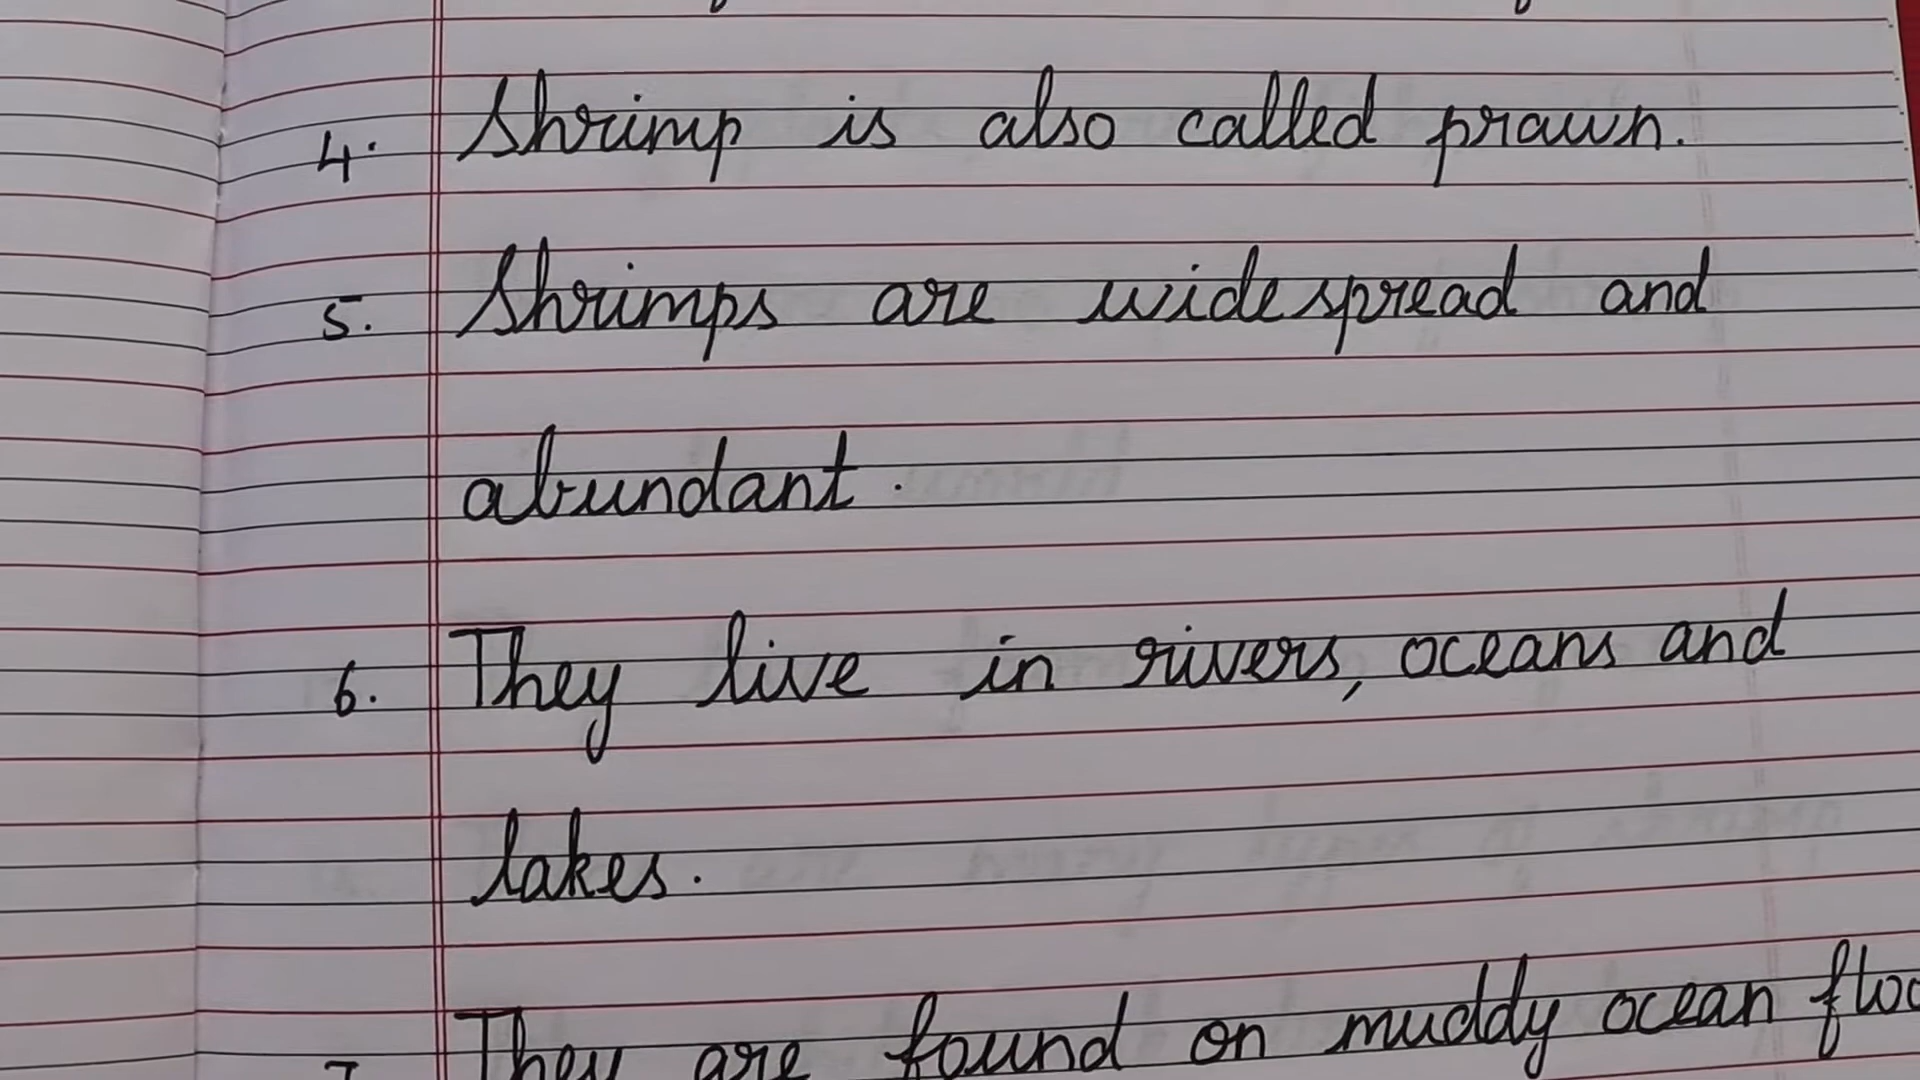 4. Shrimp is also called prawn.
5. Shrimps are widespread and
abundant.
6. They live in rivers, oceans and
lakes.
7. They are found on muddy ocean